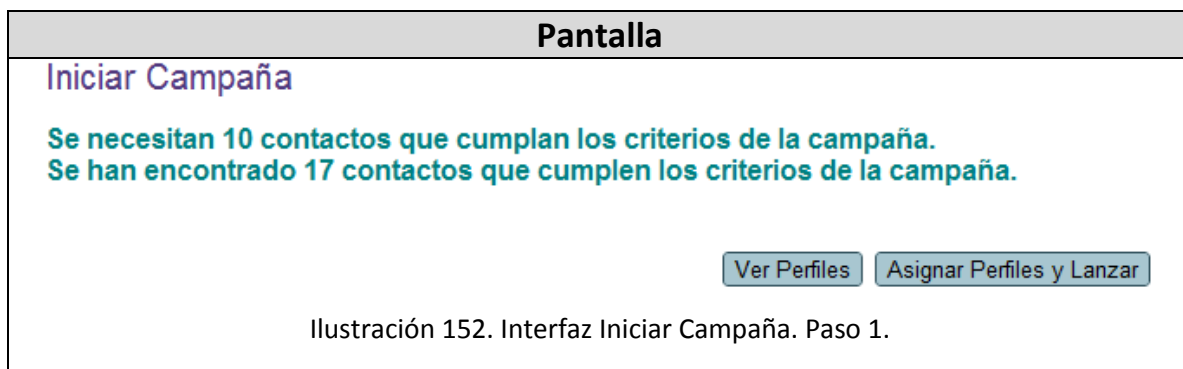 Pantalla
Iniciar Campaña
Se necesitan 10 contactos que cumplan los criterios de la campaña.
Se han encontrado 17 contactos que cumplen los criterios de la campaña.
Ver Perfiles Asignar Perfiles y Lanzar
Ilustración 152. Interfaz Iniciar Campaña. Paso 1.